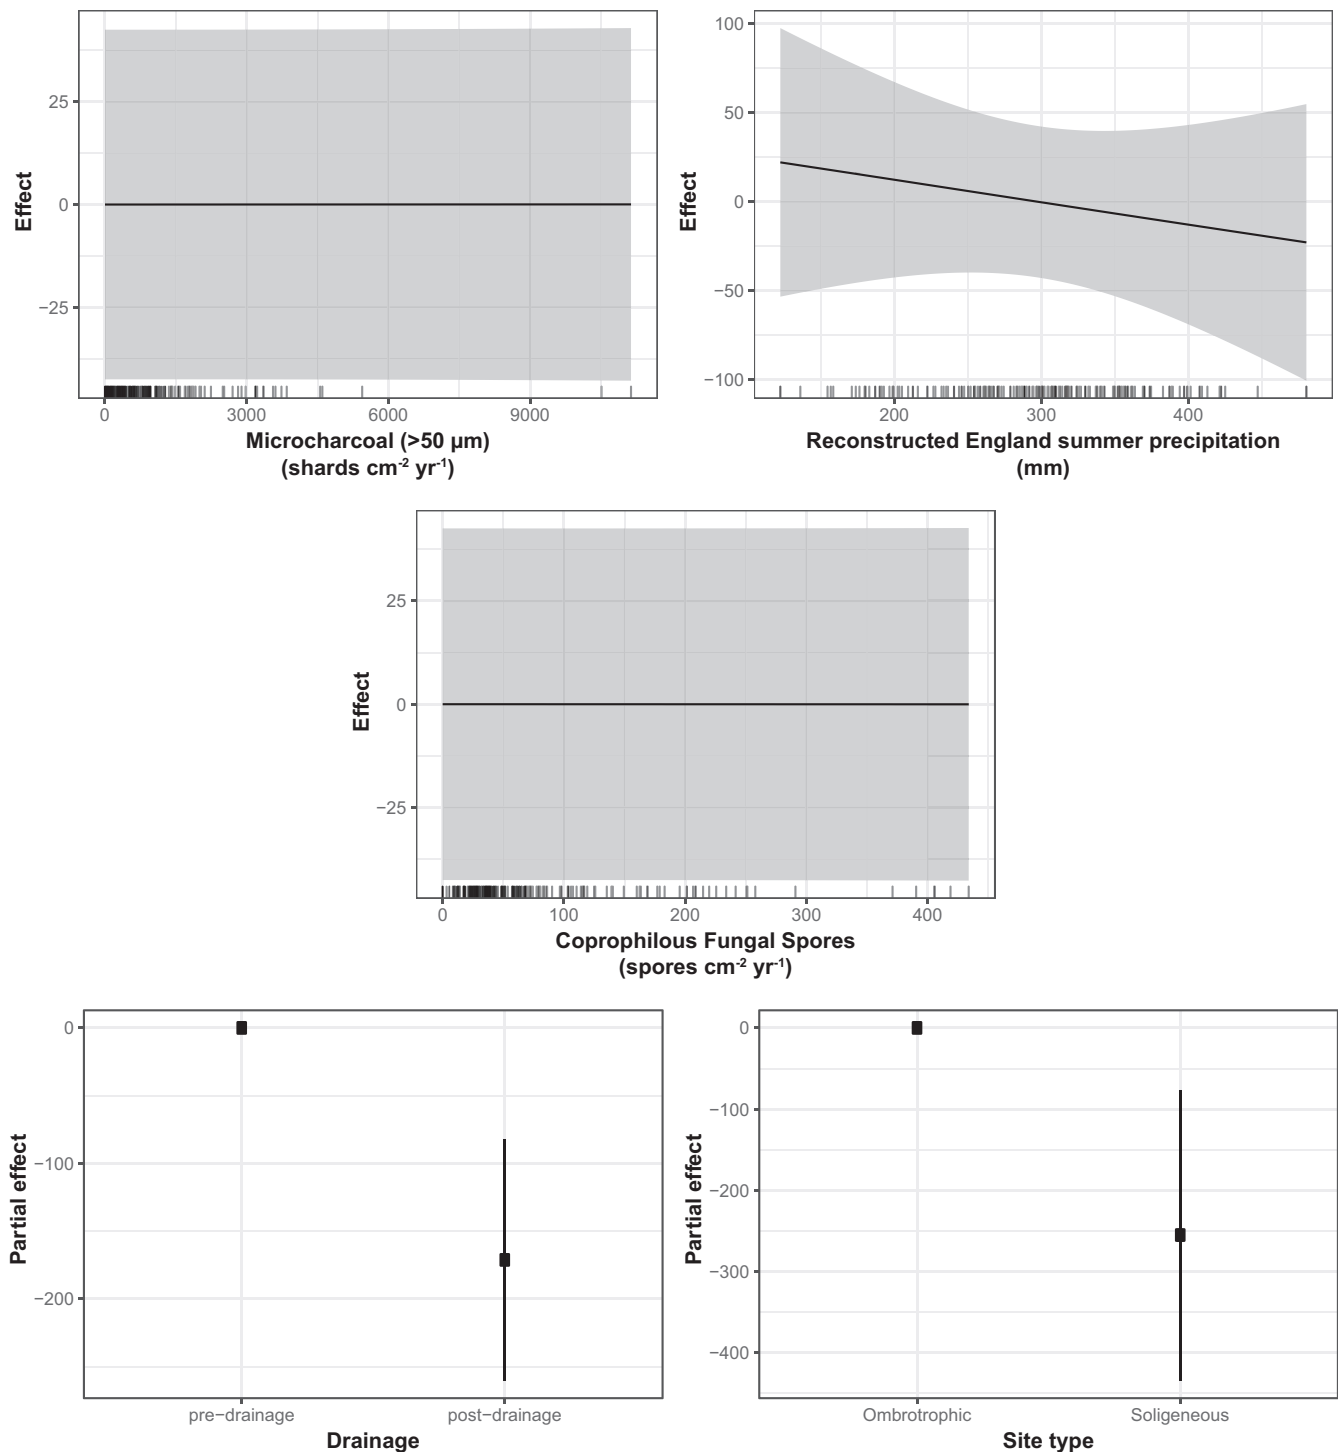 25
0
−25
Effect
0
3000
6000
9000
Microcharcoal (>50 µm)
(shards cm-2 yr-1)
100
50
0
−50
−100
Effect
200
300
400
Reconstructed England summer precipitation
(mm)
25
0
−25
Effect
0
100
200
300
400
Coprophilous Fungal Spores
(spores cm-2 yr-1)
0
−100
−200
Partial effect
pre−drainage
post−drainage
Drainage
0
−100
−200
−300
−400
Partial effect
Ombrotrophic
Soligeneous
Site type